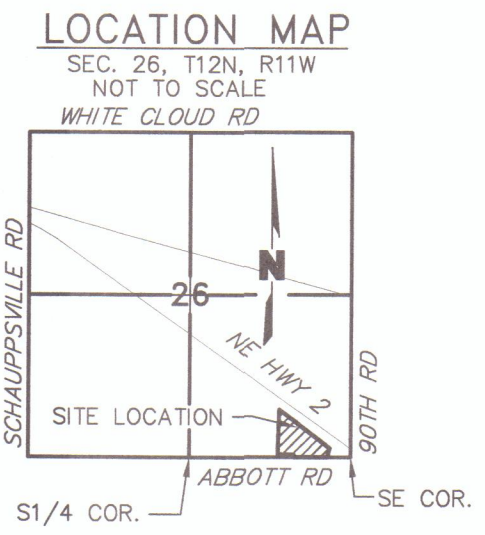 LOCATION MAP
SEC. 26, T12N, R11W
NOT TO SCALE
WHITE CLOUD RD
SCHAUPPSVILLE RD
N
26
NE HWY 2
90TH RD
SITE LOCATION
ABBOTT RD
S1/4 COR.
SE COR.